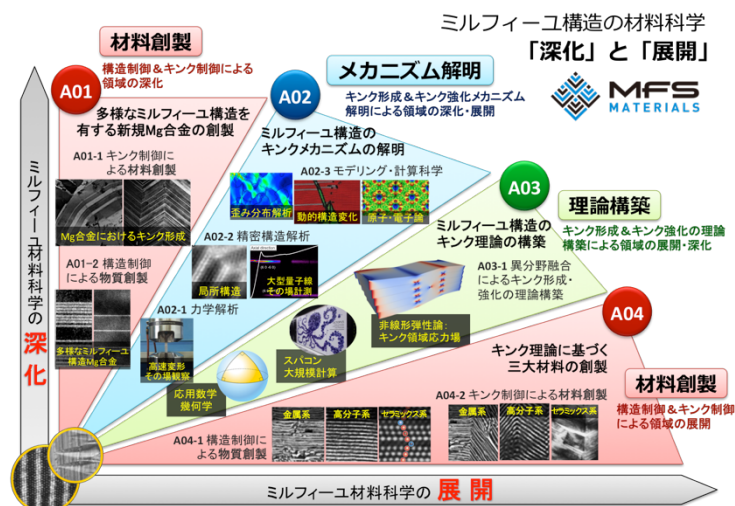 ミルフィーユ構造の材料科学
「深化」と「展開」
MFS
MATERIALS
材料創製
A01
構造制御&キンク制御による
領域の深化
多様なミルフィーユ構造を
有する新規Mg合金の創製
A01-1 キンク制御に
よる材料創製
Mg合金におけるキンク形成
A01-2 構造制御
による物質創製
多様なミルフィーユ
構造Mg合金
メカニズム解明
A02
キンク形成&キンク強化メカニズム
解明による領域の深化・展開
ミルフィーユ構造の
キンクメカニズムの解明
A02-3 モデリング・計算科学
歪み分布解析
動的構造変化
原子・電子論
A02-2 精密構造解析
局所構造
大型量子線
その場計測
A02-1 力学解析
高速変形
その場観察
A03
理論構築
キンク形成&キンク強化の理論
構築による領域の展開・深化
ミルフィーユ構造の
キンク理論の構築
A03-1 異分野融合
によるキンク形成・
強化の理論構築
非線形弾性論:
キンク領域応力場
スパコン
大規模計算
応用数学
幾何学
A04
材料創製
構造制御&キンク制御
による領域の展開
キンク理論に基づく
三大材料の創製
A04-2 キンク制御による材料創製
金属系
高分子系
セラミックス系
A04-1 構造制御に
よる物質創製
金属系
高分子系
セラミックス系
ミルフィーユ材料科学の
深化
ミルフィーユ材料科学の 展開